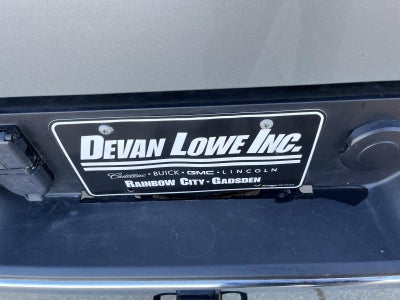 DEVAN LOWE INC.
Cadillac • BUICK • GMC • LINCOLN
RAINBOW CITY • GADSDEN